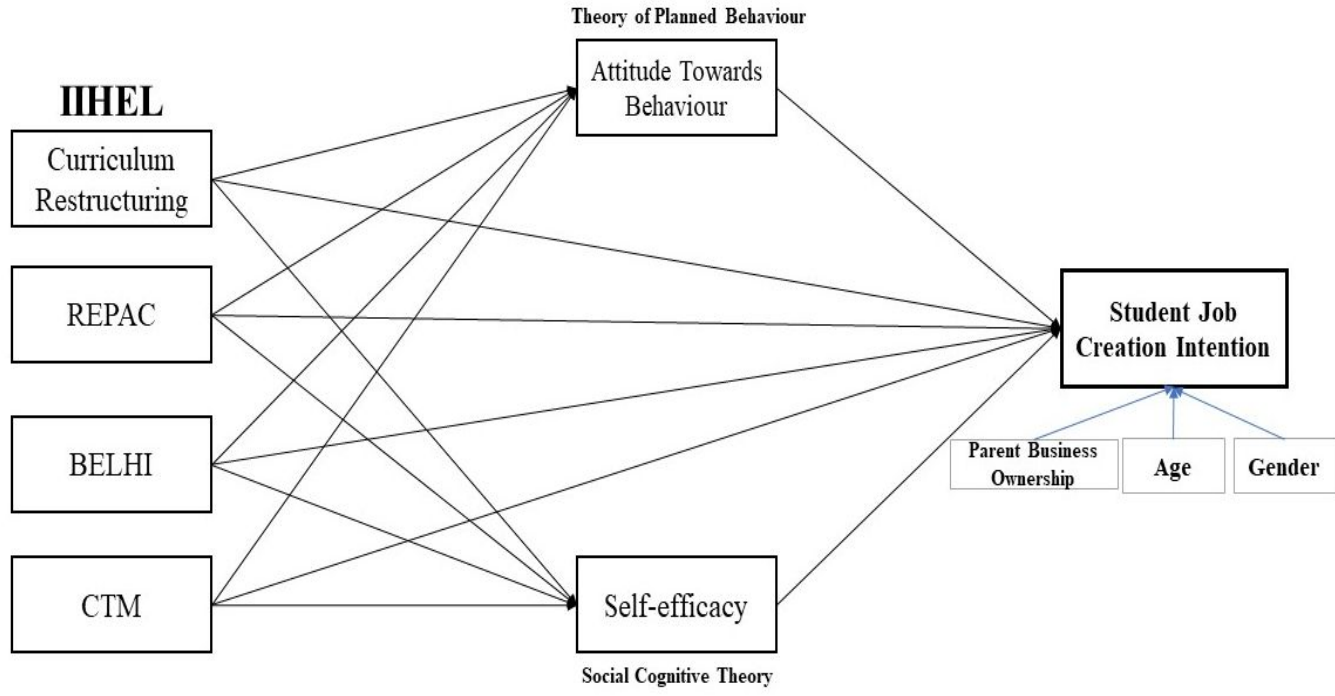 Theory of Planned Behaviour
Attitude Towards
Behaviour
IIHEL
Curriculum
Restructuring
REPAC
BELHI
CTM
Student Job
Creation Intention
Parent Business
Ownership
Age
Gender
Self-efficacy
Social Cognitive Theory